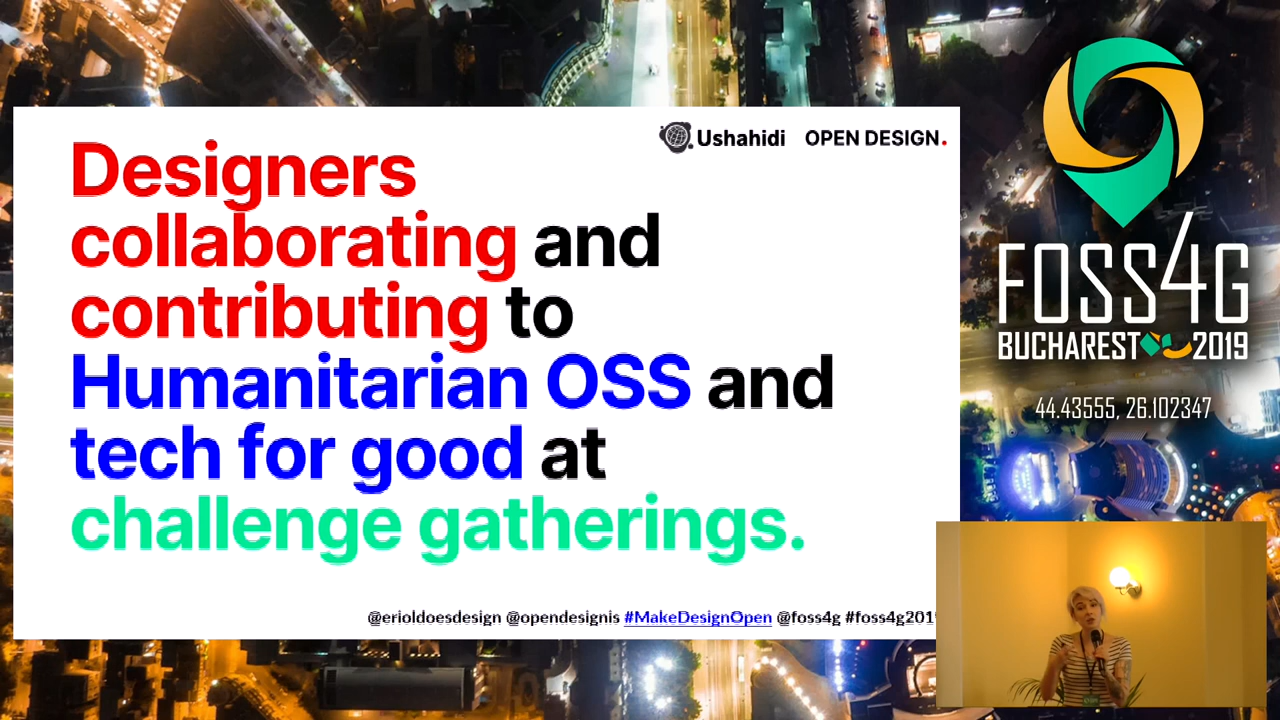 Ushahidi OPEN DESIGN.
Designers
collaborating and
contributing to
Humanitarian OSS and
tech for good at
challenge gatherings.
@erioldoesdesign @opendesignis #MakeDesignOpen @foss4g #foss4g201
FOSS4G
BUCHAREST 2019
44.43555, 26.102347